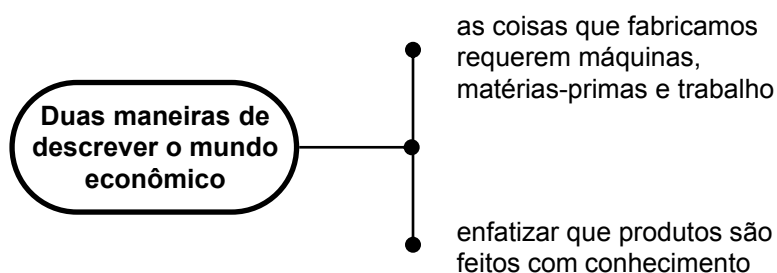 Duas maneiras de
descrever o mundo
econômico
as coisas que fabricamos
requerem máquinas,
matérias-primas e trabalho
enfatizar que produtos são
feitos com conhecimento